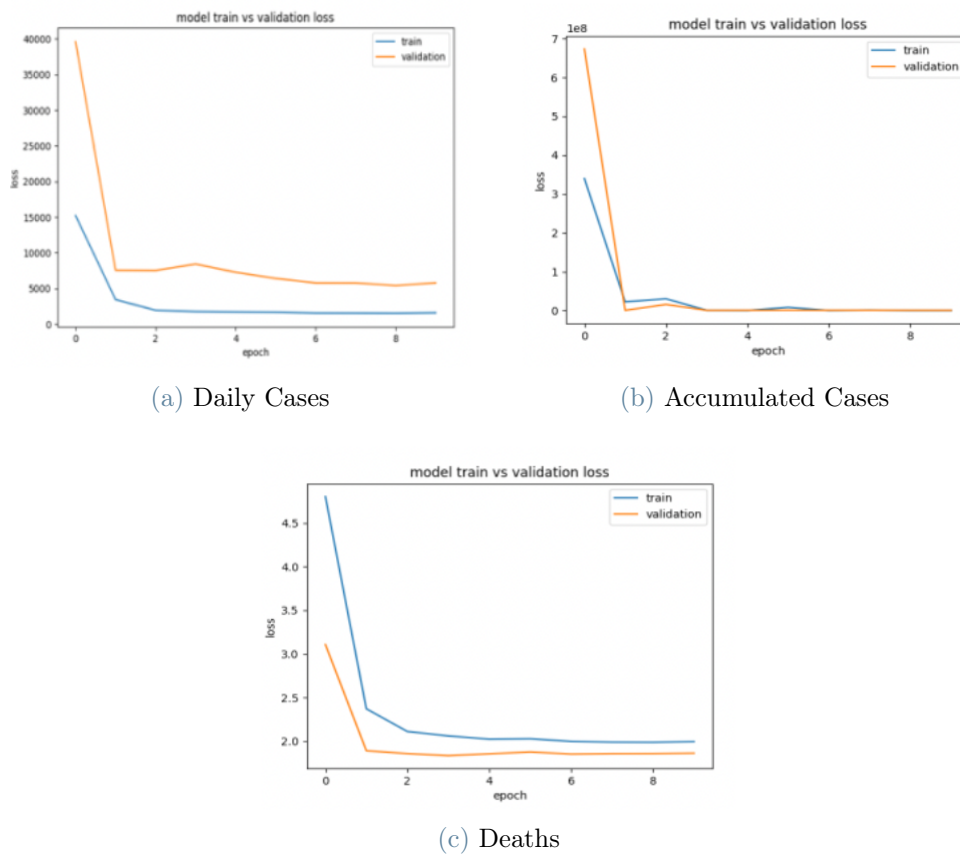 model train vs validation loss
40000
35000
30000
25000
20000
15000
10000
5000
0
loss
train
validation
0 2 4 6 8
epoch
(a) Daily Cases
model train vs validation loss
1e8
7
6
5
4
3
2
1
0
loss
train
validation
0 2 4 6 8
epoch
(b) Accumulated Cases
model train vs validation loss
4.5
4.0
3.5
3.0
2.5
2.0
loss
train
validation
0 2 4 6 8
epoch
(c) Deaths